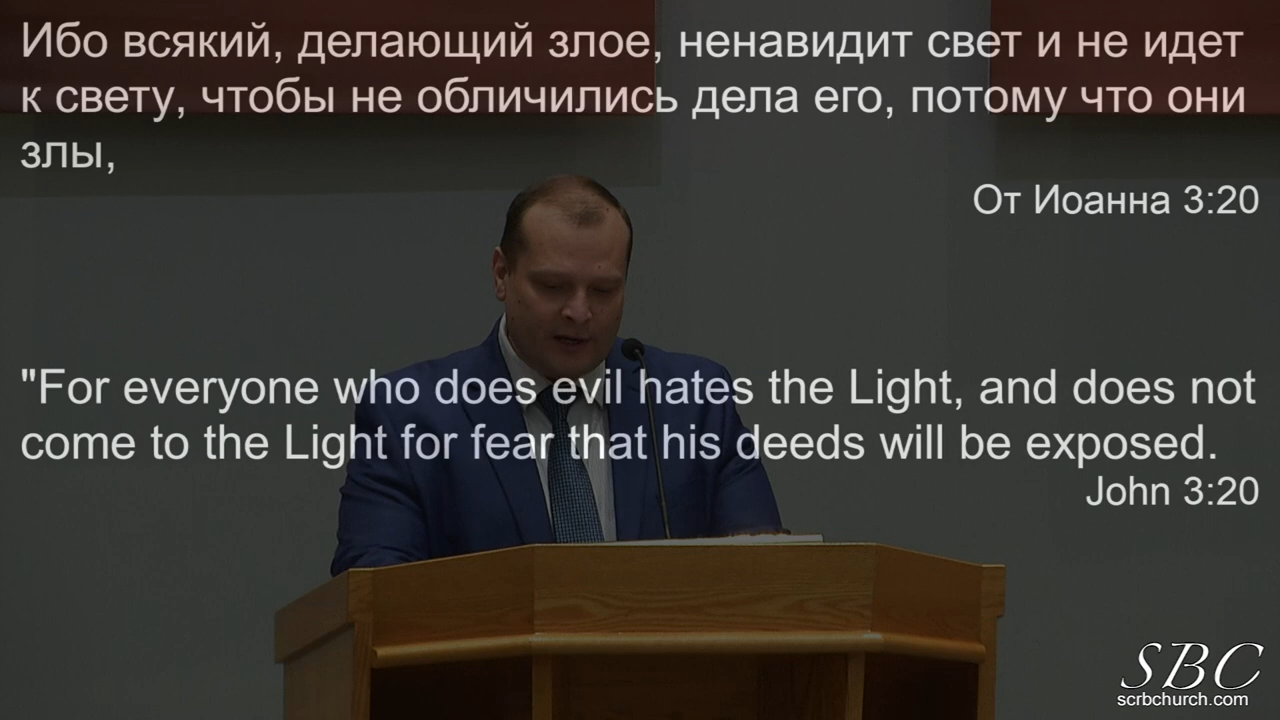 Ибо всякий, делающий злое, ненавидит свет и не идет
к свету, чтобы не обличились дела его, потому что они
злы,
От Иоанна 3:20
"For everyone who does evil hates the Light, and does not
come to the Light for fear that his deeds will be exposed.
John 3:20
SBC
scrbchurch.com